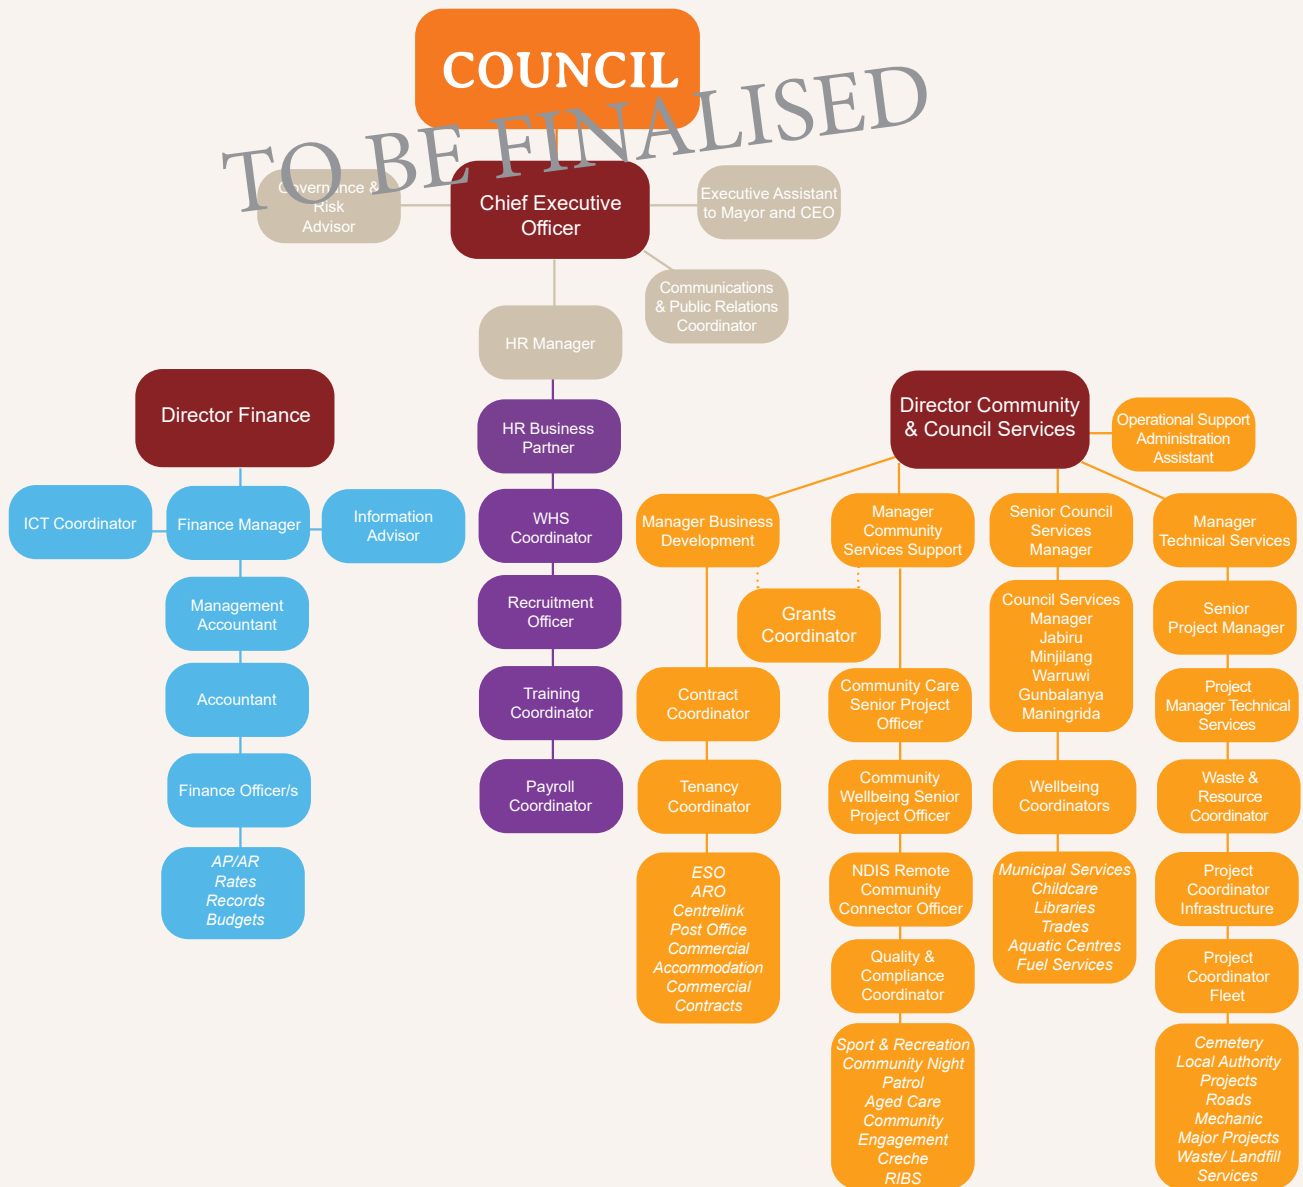 COUNCIL
TO BE FINALISED
Governance &
Risk
Advisor
Chief Executive
Officer
Executive Assistant
to Mayor and CEO
Communications
& Public Relations
Coordinator
HR Manager
Director Finance
ICT Coordinator
Finance Manager
Information
Advisor
Management
Accountant
Accountant
Finance Officer/s
AP/AR
Rates
Records
Budgets
HR Business
Partner
WHS
Coordinator
Recruitment
Officer
Training
Coordinator
Payroll
Coordinator
Director Community
& Council Services
Operational Support
Administration
Assistant
Manager Business
Development
Manager
Community
Services Support
Senior Council
Services
Manager
Manager
Technical Services
Grants
Coordinator
Contract
Coordinator
Tenancy
Coordinator
ESO
ARO
Centrelink
Post Office
Commercial
Accommodation
Commercial
Contracts
Community Care
Senior Project
Officer
Community
Wellbeing Senior
Project Officer
NDIS Remote
Community
Connector Officer
Quality &
Compliance
Coordinator
Sport & Recreation
Community Night
Patrol
Aged Care
Community
Engagement
Creche
RIBS
Council Services
Manager
Jabiru
Minjilang
Warruwi
Gunbalanya
Maningrida
Wellbeing
Coordinators
Municipal Services
Childcare
Libraries
Trades
Aquatic Centres
Fuel Services
Senior
Project Manager
Project
Manager Technical
Services
Waste &
Resource
Coordinator
Project
Coordinator
Infrastructure
Project
Coordinator
Fleet
Cemetery
Local Authority
Projects
Roads
Mechanic
Major Projects
Waste/ Landfill
Services